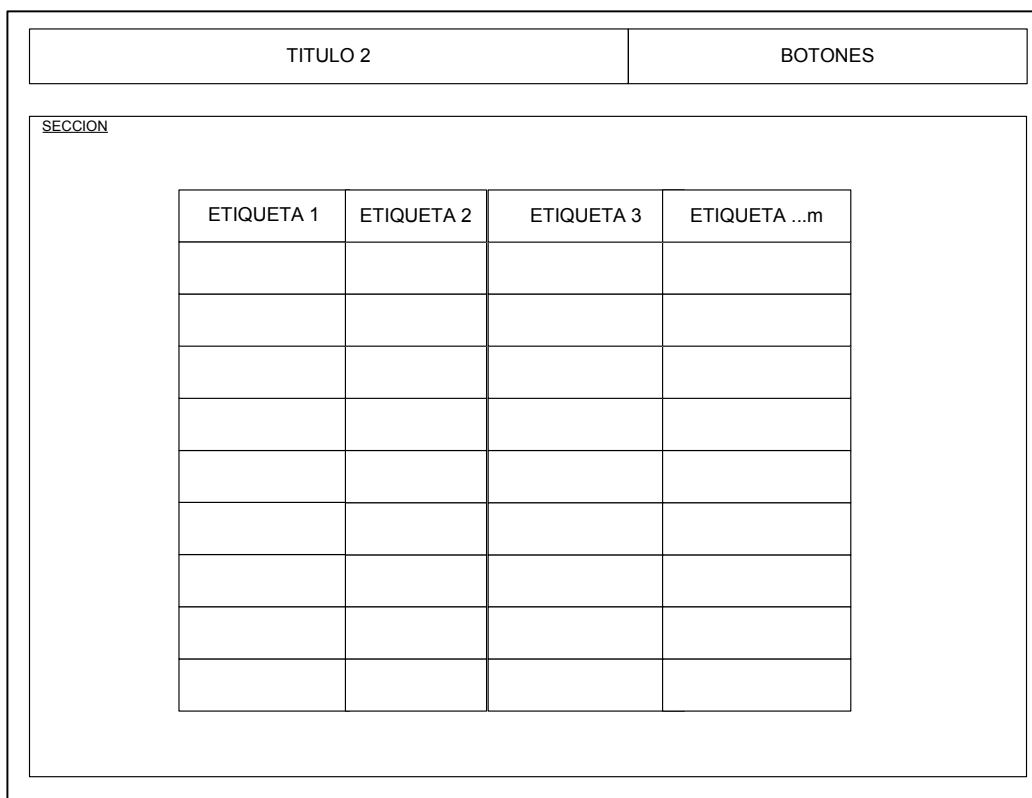 TITULO 2
BOTONES
SECCION
ETIQUETA 1
ETIQUETA 2
ETIQUETA 3
ETIQUETA ...m